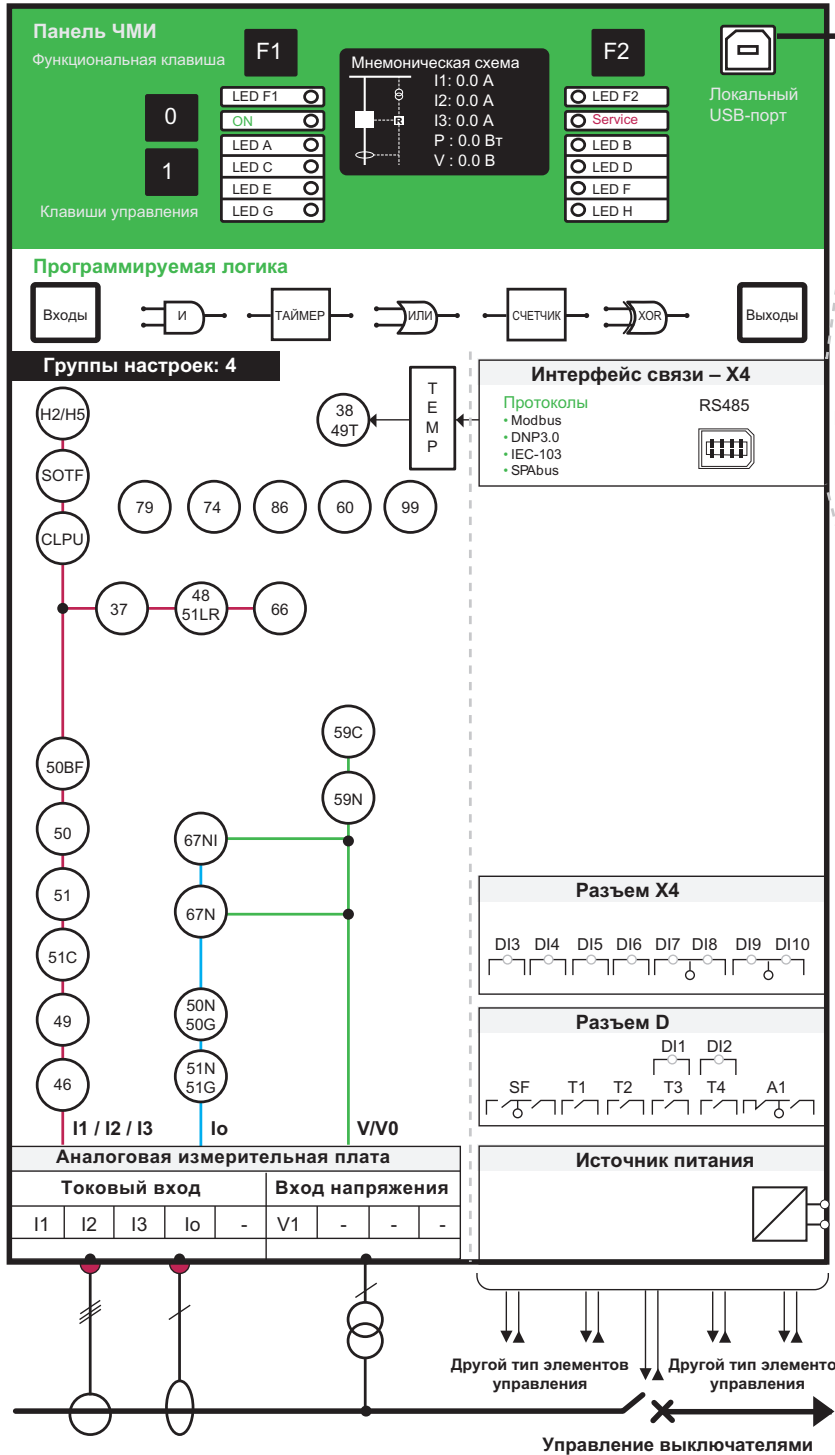 Панель ЧМИ
Функциональная клавиша
F1
F2
Мнемоническая схема
I1: 0.0 A
I2: 0.0 A
I3: 0.0 A
P : 0.0 Вт
V : 0.0 В
R
Локальный
USB-порт
0
1
Клавиши управления
LED F1
ON
LED A
LED C
LED E
LED G
LED F2
Service
LED B
LED D
LED F
LED H
Программируемая логика
Входы
И
ТАЙМЕР
ИЛИ
СЧЕТЧИК
XOR
Выходы
Группы настроек: 4
H2/H5
SOTF
CLPU
38
49T
T
E
M
P
79
74
86
60
99
37
48
51LR
66
50BF
50
51
51C
49
46
59C
59N
67NI
67N
50N
50G
51N
51G
I1 / I2 / I3
Io
V/V0
Интерфейс связи – X4
Протоколы
• Modbus
• DNP3.0
• IEC-103
• SPAbus
RS485
Разъем X4
DI3 DI4 DI5 DI6 DI7 DI8 DI9 DI10
Разъем D
DI1 DI2
SF T1 T2 T3 T4 A1
Аналоговая измерительная плата
Токовый вход
Вход напряжения
I1 I2 I3 Io - V1 - - -
Источник питания
Другой тип элементов
управления
Другой тип элементо
управления
Управление выключателями